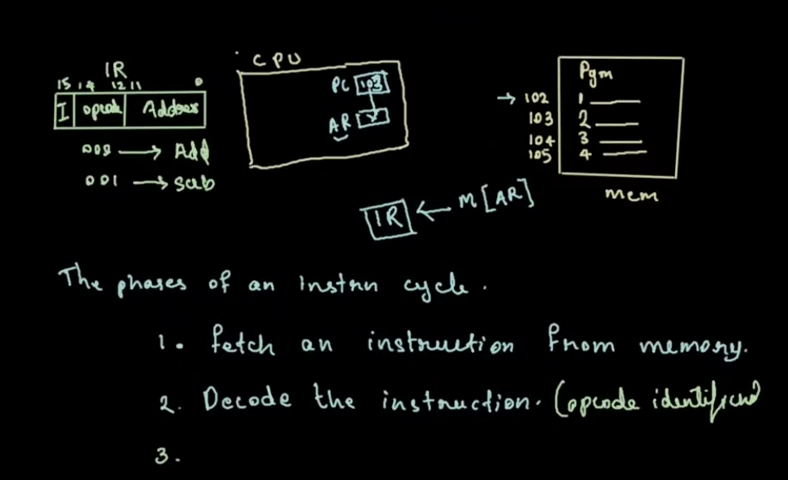 IR
15 14 12 11 0
I opcode Address
000 → Add
001 → Sub
CPU
PC 103
AR
Pgm
→ 102 1
103 2
104 3
105 4
mem
IR ← M[AR]
The phases of an instrn cycle.
1. Fetch an instruction from memory.
2. Decode the instruction. (opcode
3.